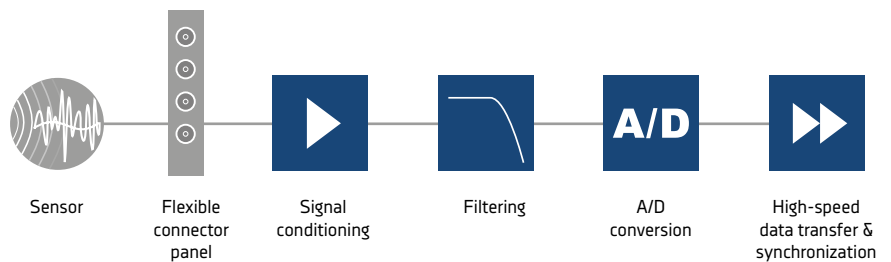 A/D
Sensor
Flexible
connector
panel
Signal
conditioning
Filtering
A/D
conversion
High-speed
data transfer &
synchronization